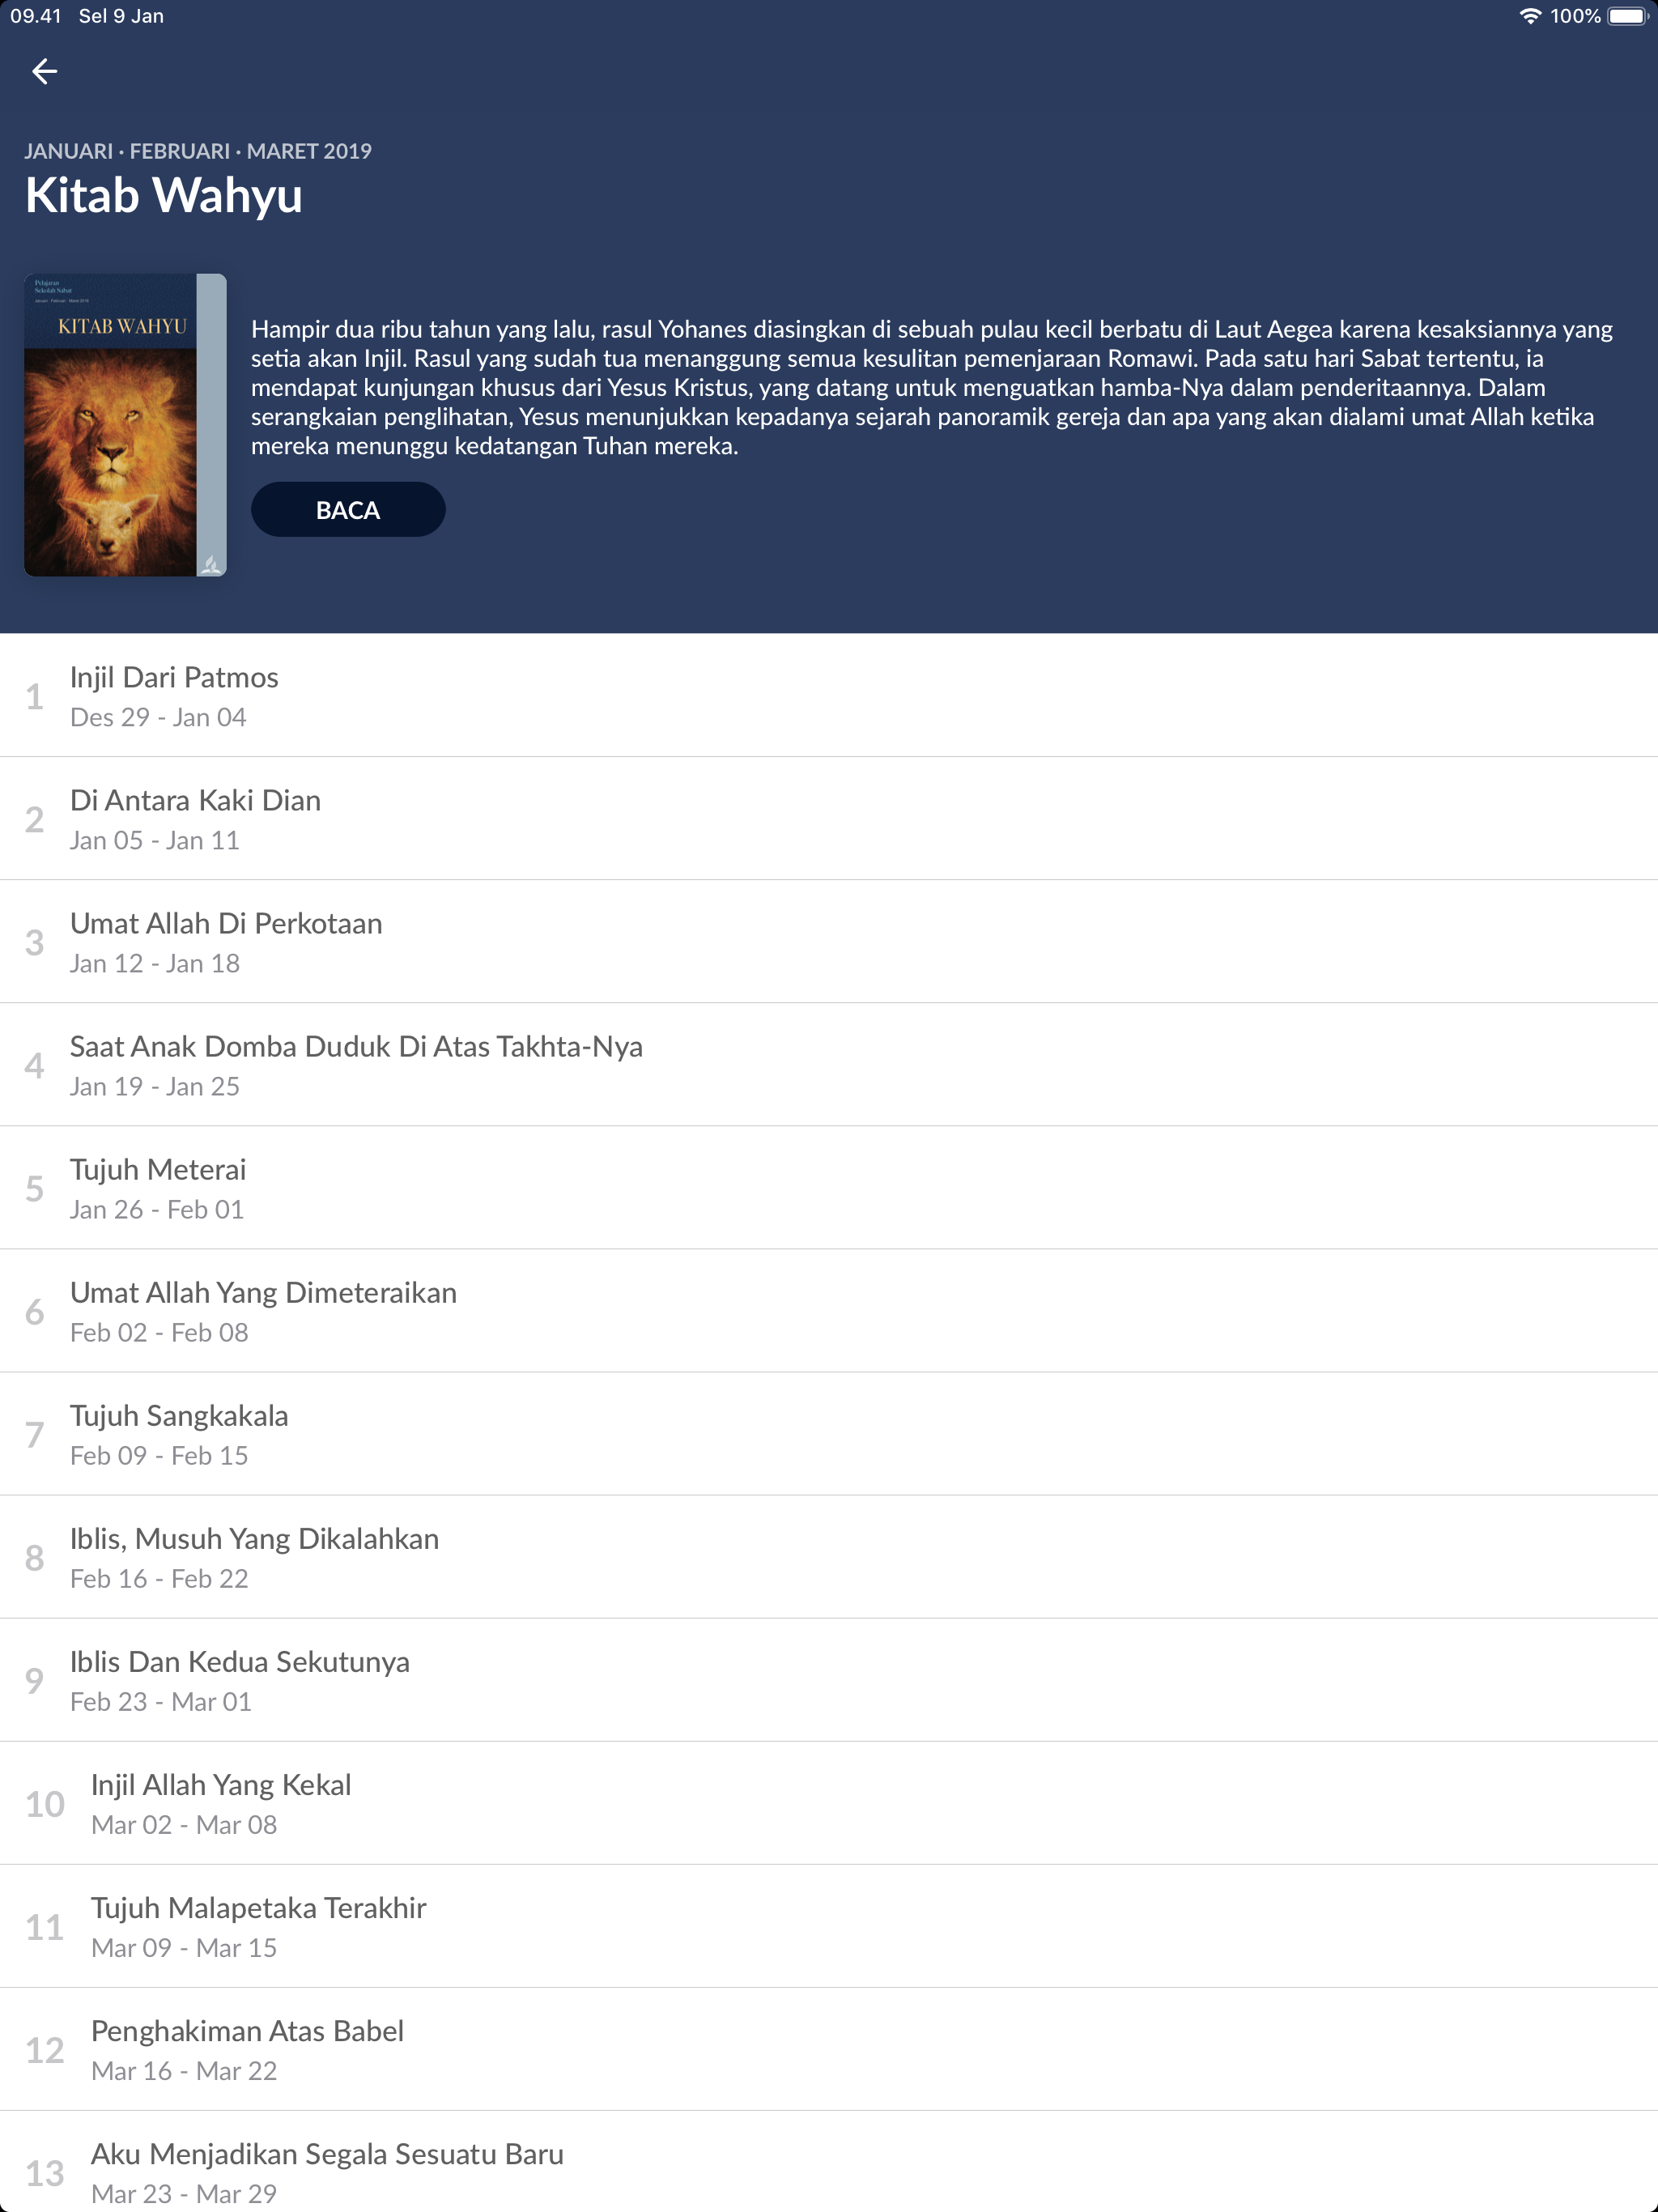 09.41 Sel 9 Jan 100%
JANUARI · FEBRUARI · MARET 2019
Kitab Wahyu
Pelajaran
Sekolah Sabat
Januari · Februari · Maret 2019
KITAB WAHYU
Hampir dua ribu tahun yang lalu, rasul Yohanes diasingkan di sebuah pulau kecil berbatu di Laut Aegea karena kesaksiannya yang
setia akan Injil. Rasul yang sudah tua menanggung semua kesulitan pemenjaraan Romawi. Pada satu hari Sabat tertentu, ia
mendapat kunjungan khusus dari Yesus Kristus, yang datang untuk menguatkan hamba-Nya dalam penderitaannya. Dalam
serangkaian penglihatan, Yesus menunjukkan kepadanya sejarah panoramik gereja dan apa yang akan dialami umat Allah ketika
mereka menunggu kedatangan Tuhan mereka.
BACA
1
Injil Dari Patmos
Des 29 - Jan 04
2
Di Antara Kaki Dian
Jan 05 - Jan 11
3
Umat Allah Di Perkotaan
Jan 12 - Jan 18
4
Saat Anak Domba Duduk Di Atas Takhta-Nya
Jan 19 - Jan 25
5
Tujuh Meterai
Jan 26 - Feb 01
6
Umat Allah Yang Dimeteraikan
Feb 02 - Feb 08
7
Tujuh Sangkakala
Feb 09 - Feb 15
8
Iblis, Musuh Yang Dikalahkan
Feb 16 - Feb 22
9
Iblis Dan Kedua Sekutunya
Feb 23 - Mar 01
10
Injil Allah Yang Kekal
Mar 02 - Mar 08
11
Tujuh Malapetaka Terakhir
Mar 09 - Mar 15
12
Penghakiman Atas Babel
Mar 16 - Mar 22
13
Aku Menjadikan Segala Sesuatu Baru
Mar 23 - Mar 29